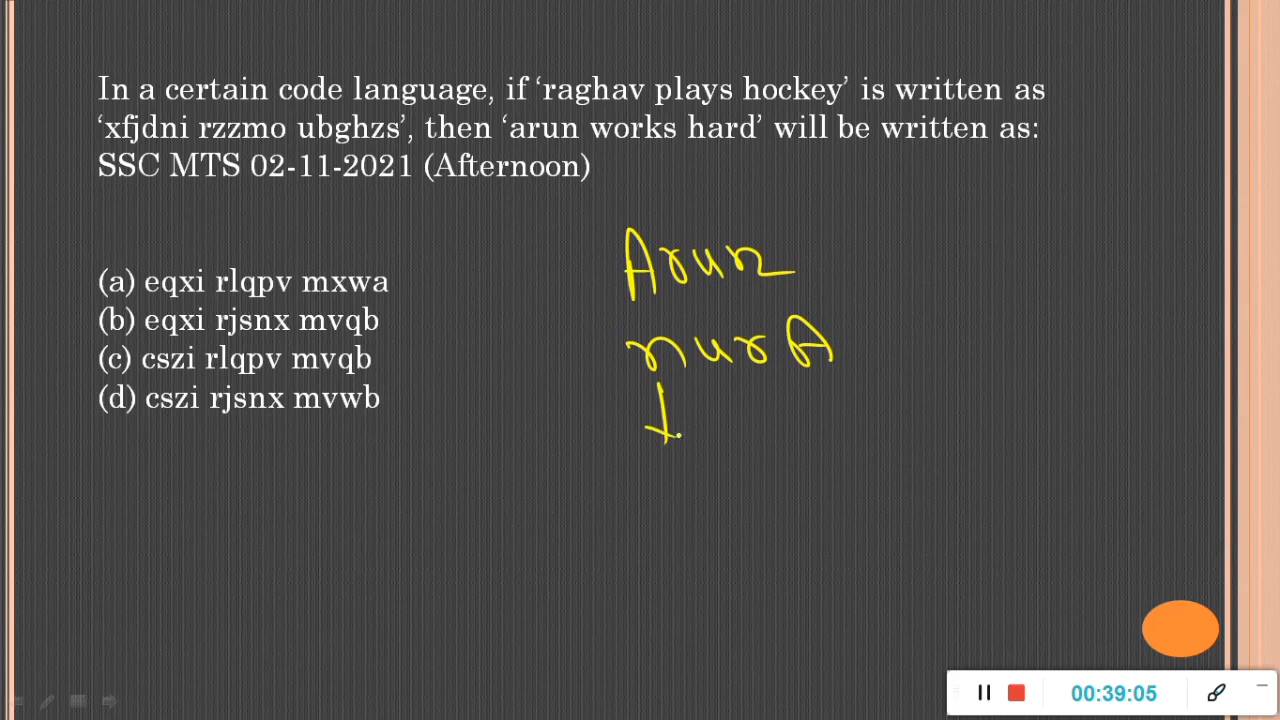 In a certain code language, if ‘raghav plays hockey’ is written as
‘xfjdni rzzmo ubghzs’, then ‘arun works hard’ will be written as:
SSC MTS 02-11-2021 (Afternoon)
(a) eqxi rlqpv mxwa
(b) eqxi rjsnx mvqb
(c) cszi rlqpv mvqb
(d) cszi rjsnx mvwb
Arun
nurA
00:39:05